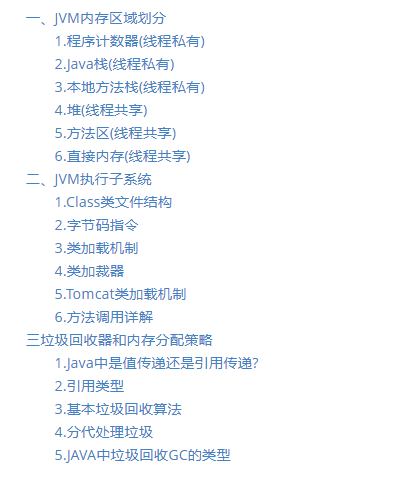 一、JVM内存区域划分
1.程序计数器(线程私有)
2.Java栈(线程私有)
3.本地方法栈(线程私有)
4.堆(线程共享)
5.方法区(线程共享)
6.直接内存(线程共享)
二、JVM执行子系统
1.Class类文件结构
2.字节码指令
3.类加载机制
4.类加裁器
5.Tomcat类加载机制
6.方法调用详解
三垃圾回收器和内存分配策略
1.Java中是值传递还是引用传递?
2.引用类型
3.基本垃圾回收算法
4.分代处理垃圾
5.JAVA中垃圾回收GC的类型